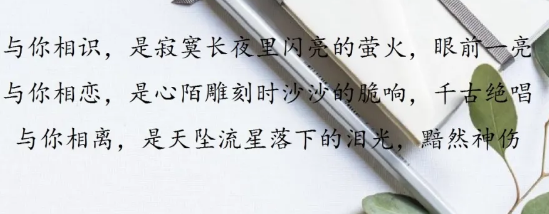 与你相识，是寂寞长夜里闪亮的萤火，眼前一亮
与你相恋，是心陌雕刻时沙沙的脆响，千古绝唱
与你相离，是天坠流星落下的泪光，黯然神伤